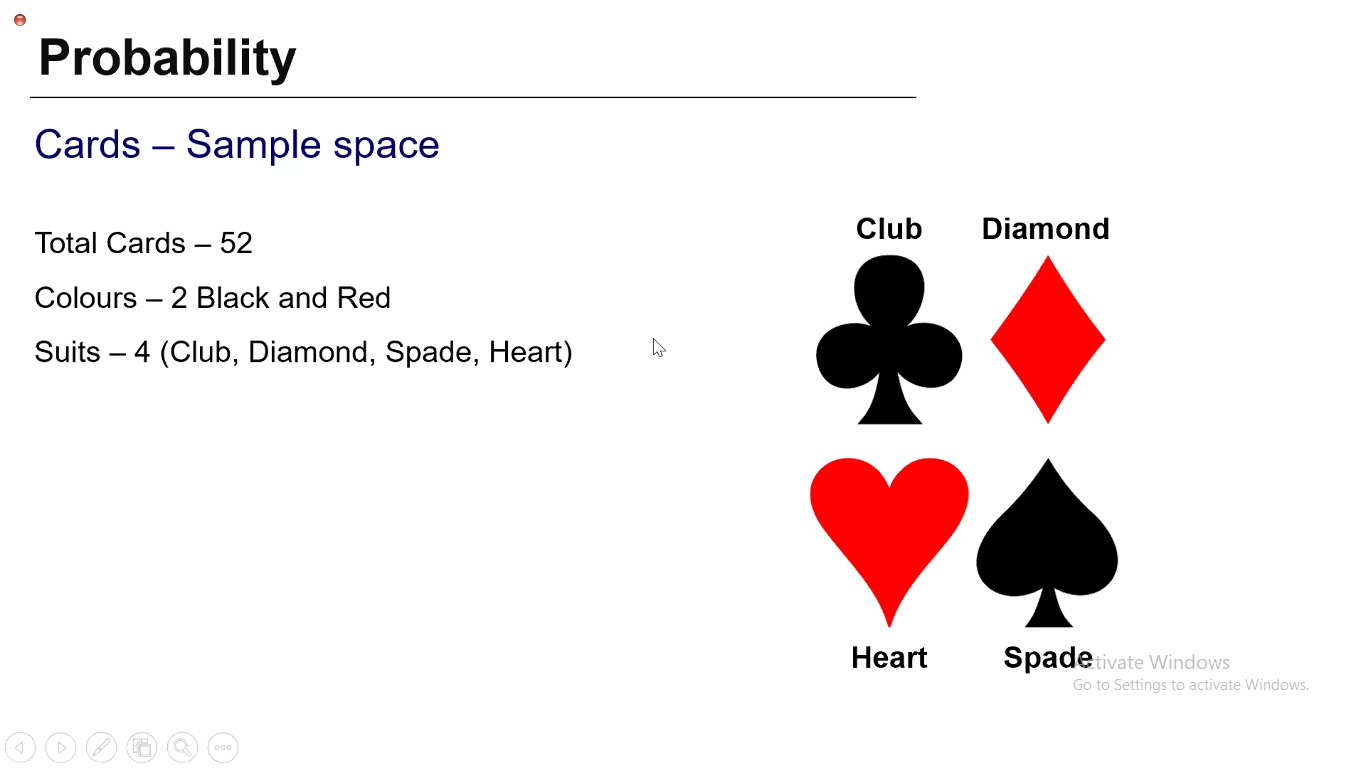 Probability
Cards – Sample space
Total Cards – 52
Colours – 2 Black and Red
Suits – 4 (Club, Diamond, Spade, Heart)
Club Diamond
Heart Spade
Activate Windows
Go to Settings to activate Windows.